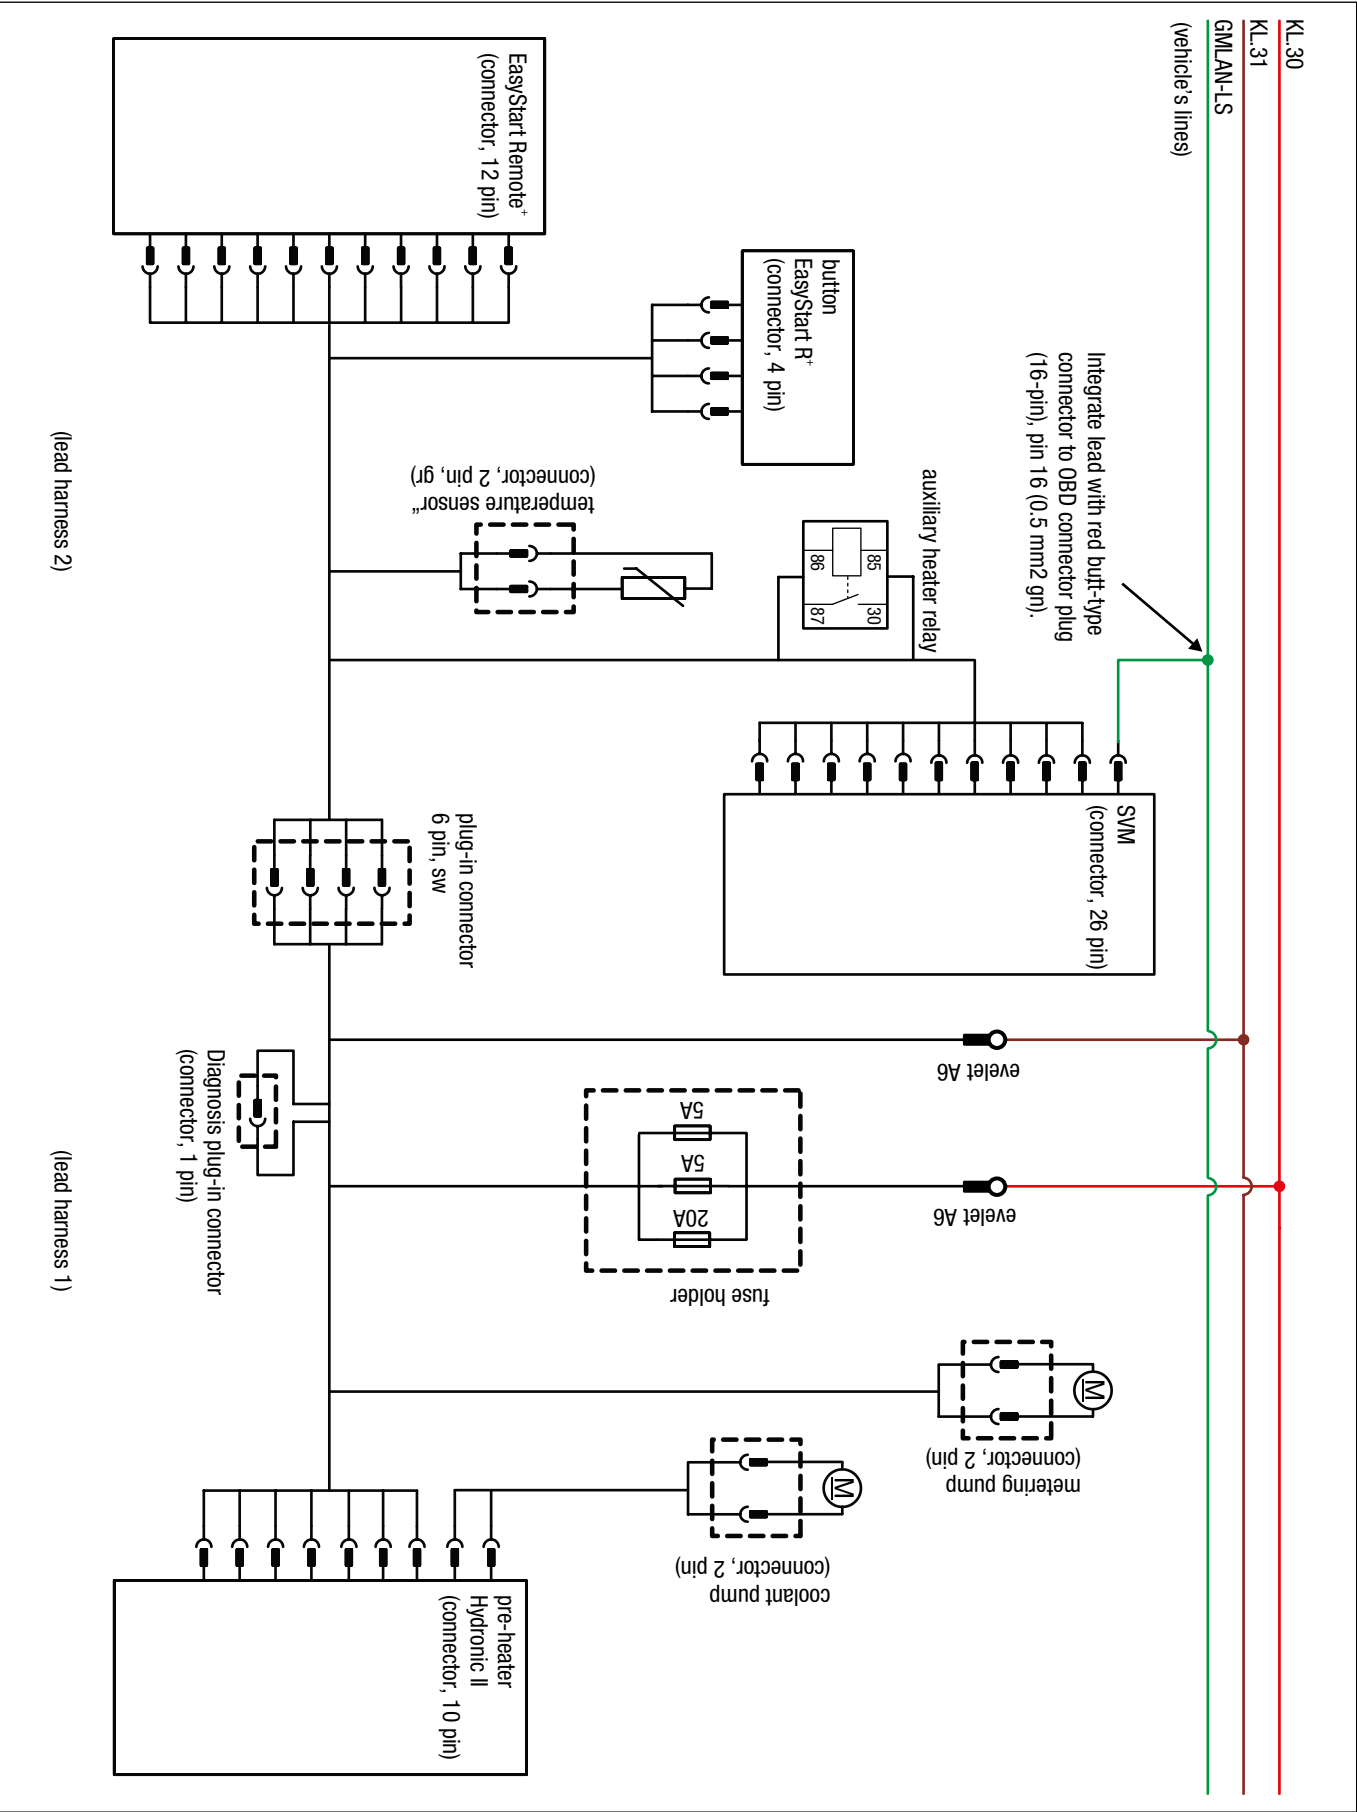 KL.30
KL.31
GMLAN-LS
(vehicle's lines)
Integrate lead with red butt-type
connector to OBD connector plug
(16-pin), pin 16 (0.5 mm2 gn).
EasyStart Remote+
(connector, 12 pin)
button
EasyStart R+
(connector, 4 pin)
temperature sensor"
(connector, 2 pin, gr)
auxiliary heater relay
85
86
30
87
SVM
(connector, 26 pin)
plug-in connector
6 pin, sw
(lead harness 2)
evelet A6
evelet A6
5A
5A
20A
fuse holder
Diagnosis plug-in connector
(connector, 1 pin)
(lead harness 1)
M
metering pump
(connector, 2 pin)
M
coolant pump
(connector, 2 pin)
pre-heater
Hydronic II
(connector, 10 pin)